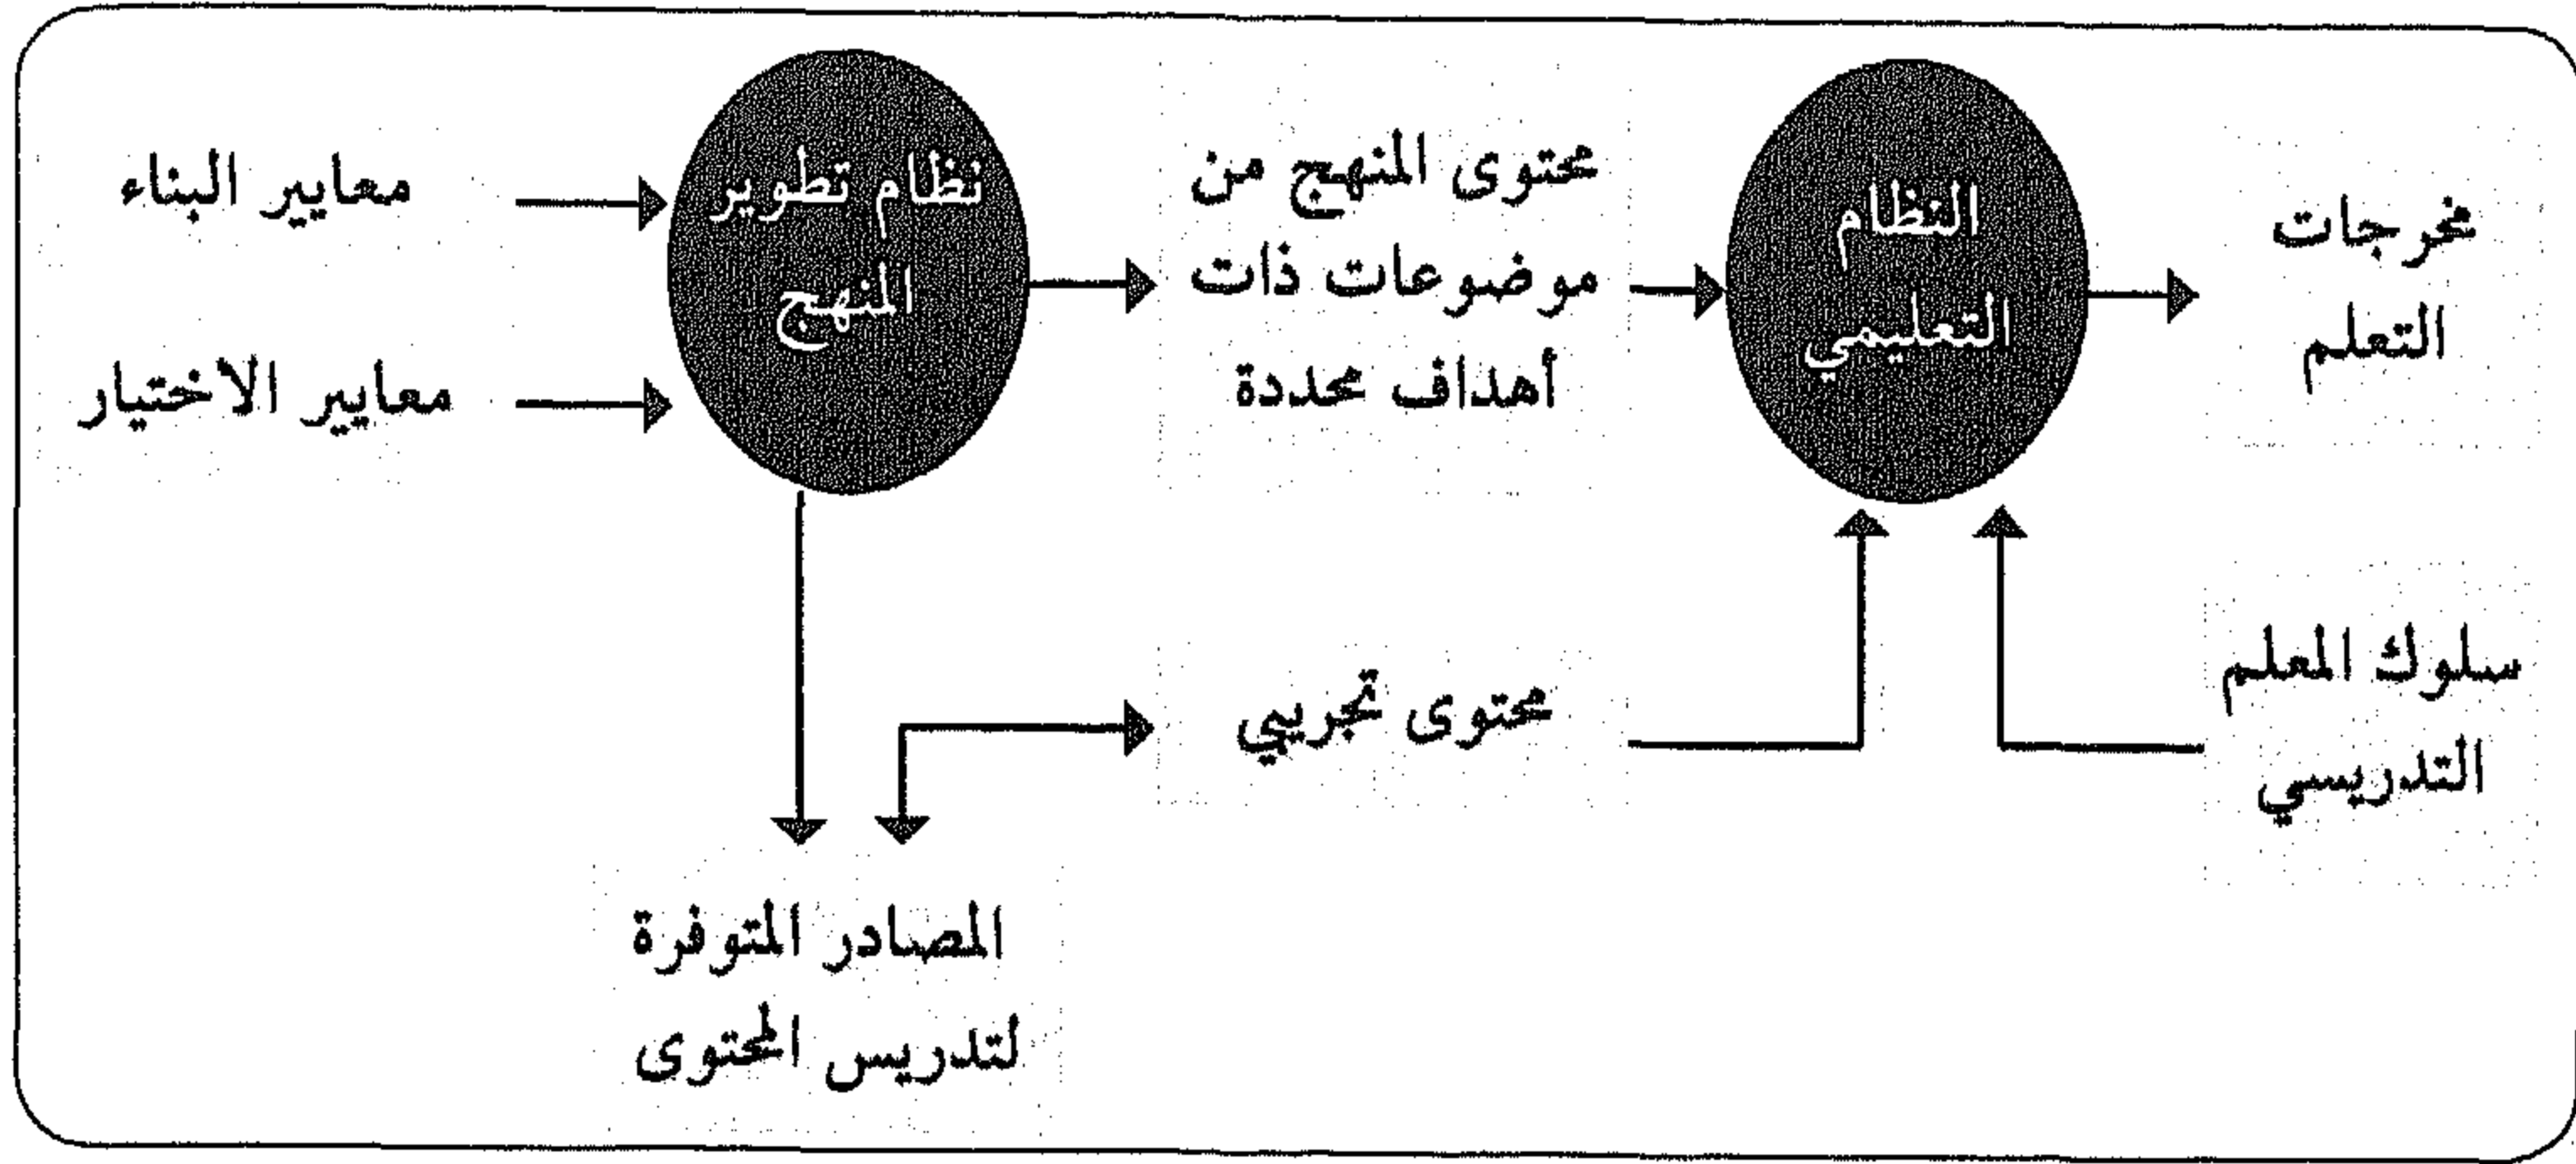 معايير البناء
معايير الاختيار
نظام تطوير
المنهج
محتوى المنهج من
موضوعات ذات
أهداف محددة
النظام
التعليمي
مخرجات
التعلم
محتوى تجريبي
سلوك المعلم
التدريسي
المصادر المتوفرة
لتدريس المحتوى